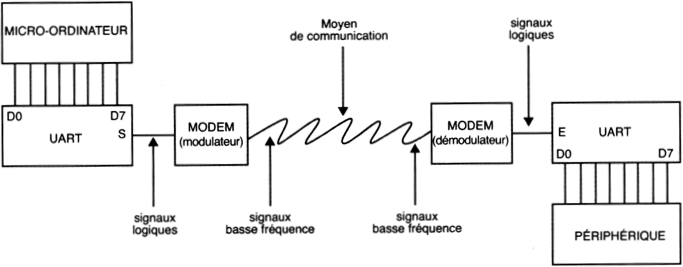 MICRO-ORDINATEUR
D0 D7
S
UART
signaux
logiques
MODEM
(modulateur)
signaux
basse fréquence
Moyen
de communication
signaux
basse fréquence
MODEM
(démodulateur)
signaux
logiques
E UART
D0 D7
PÉRIPHÉRIQUE